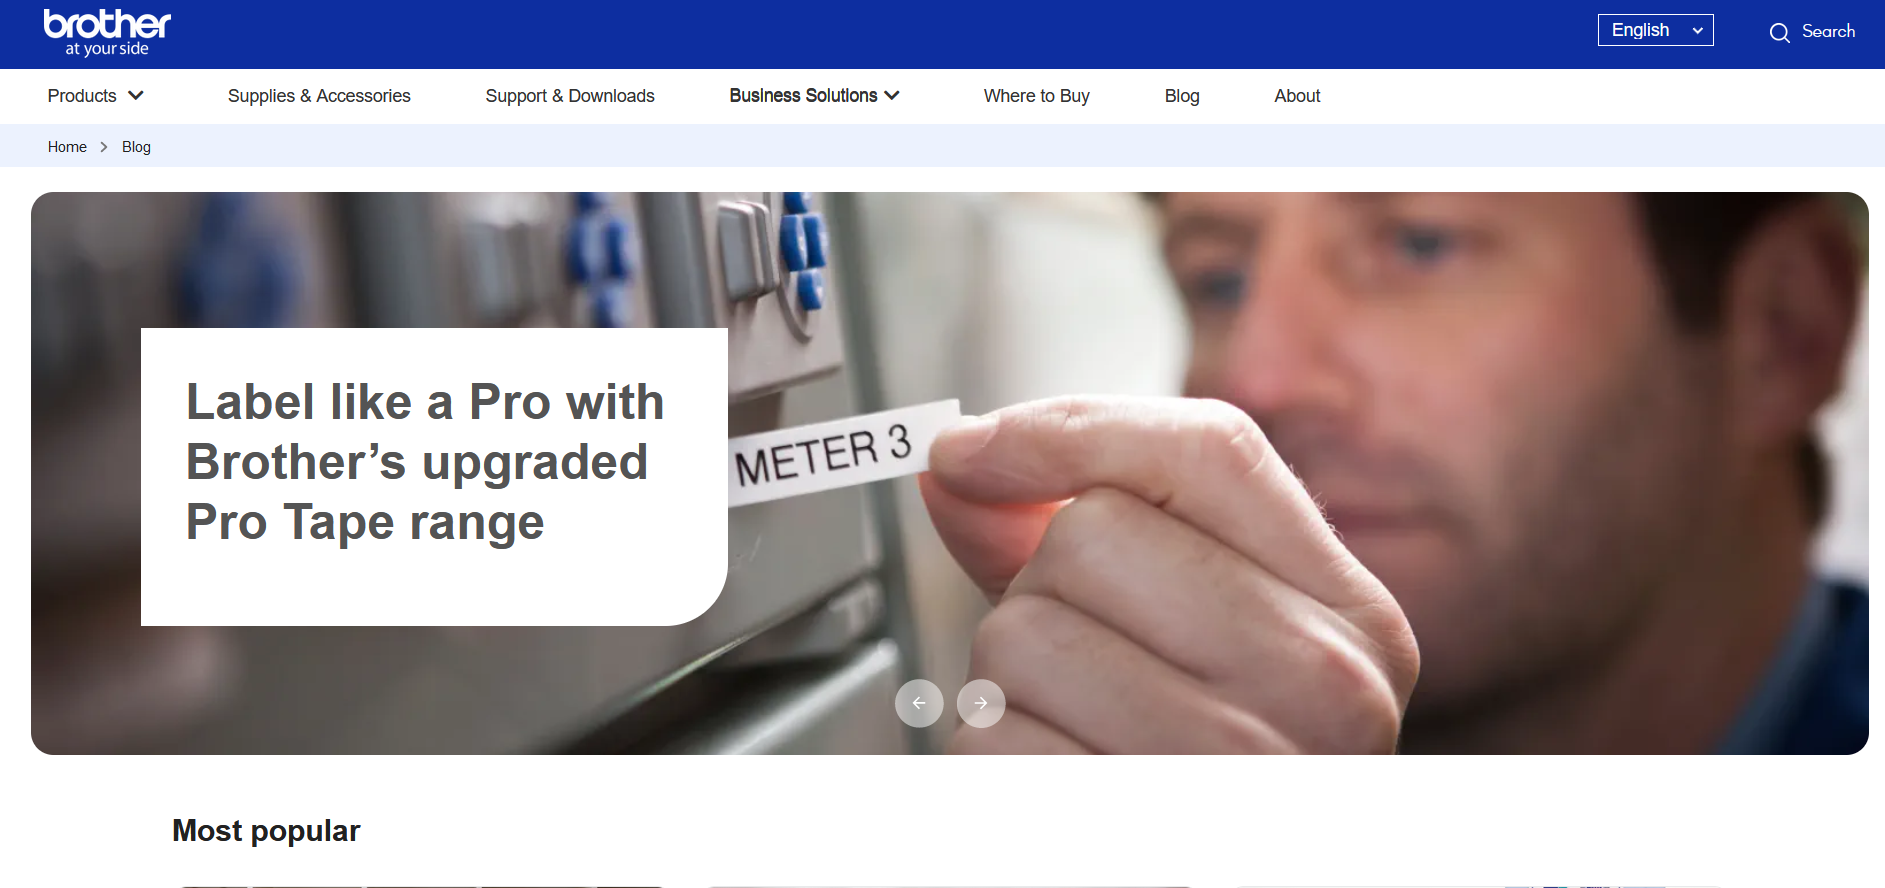 brother
at your side
English
Search
Products
Supplies & Accessories
Support & Downloads
Business Solutions
Where to Buy
Blog
About
Home
Blog
Label like a Pro with
Brother’s upgraded
Pro Tape range
METER 3
Most popular